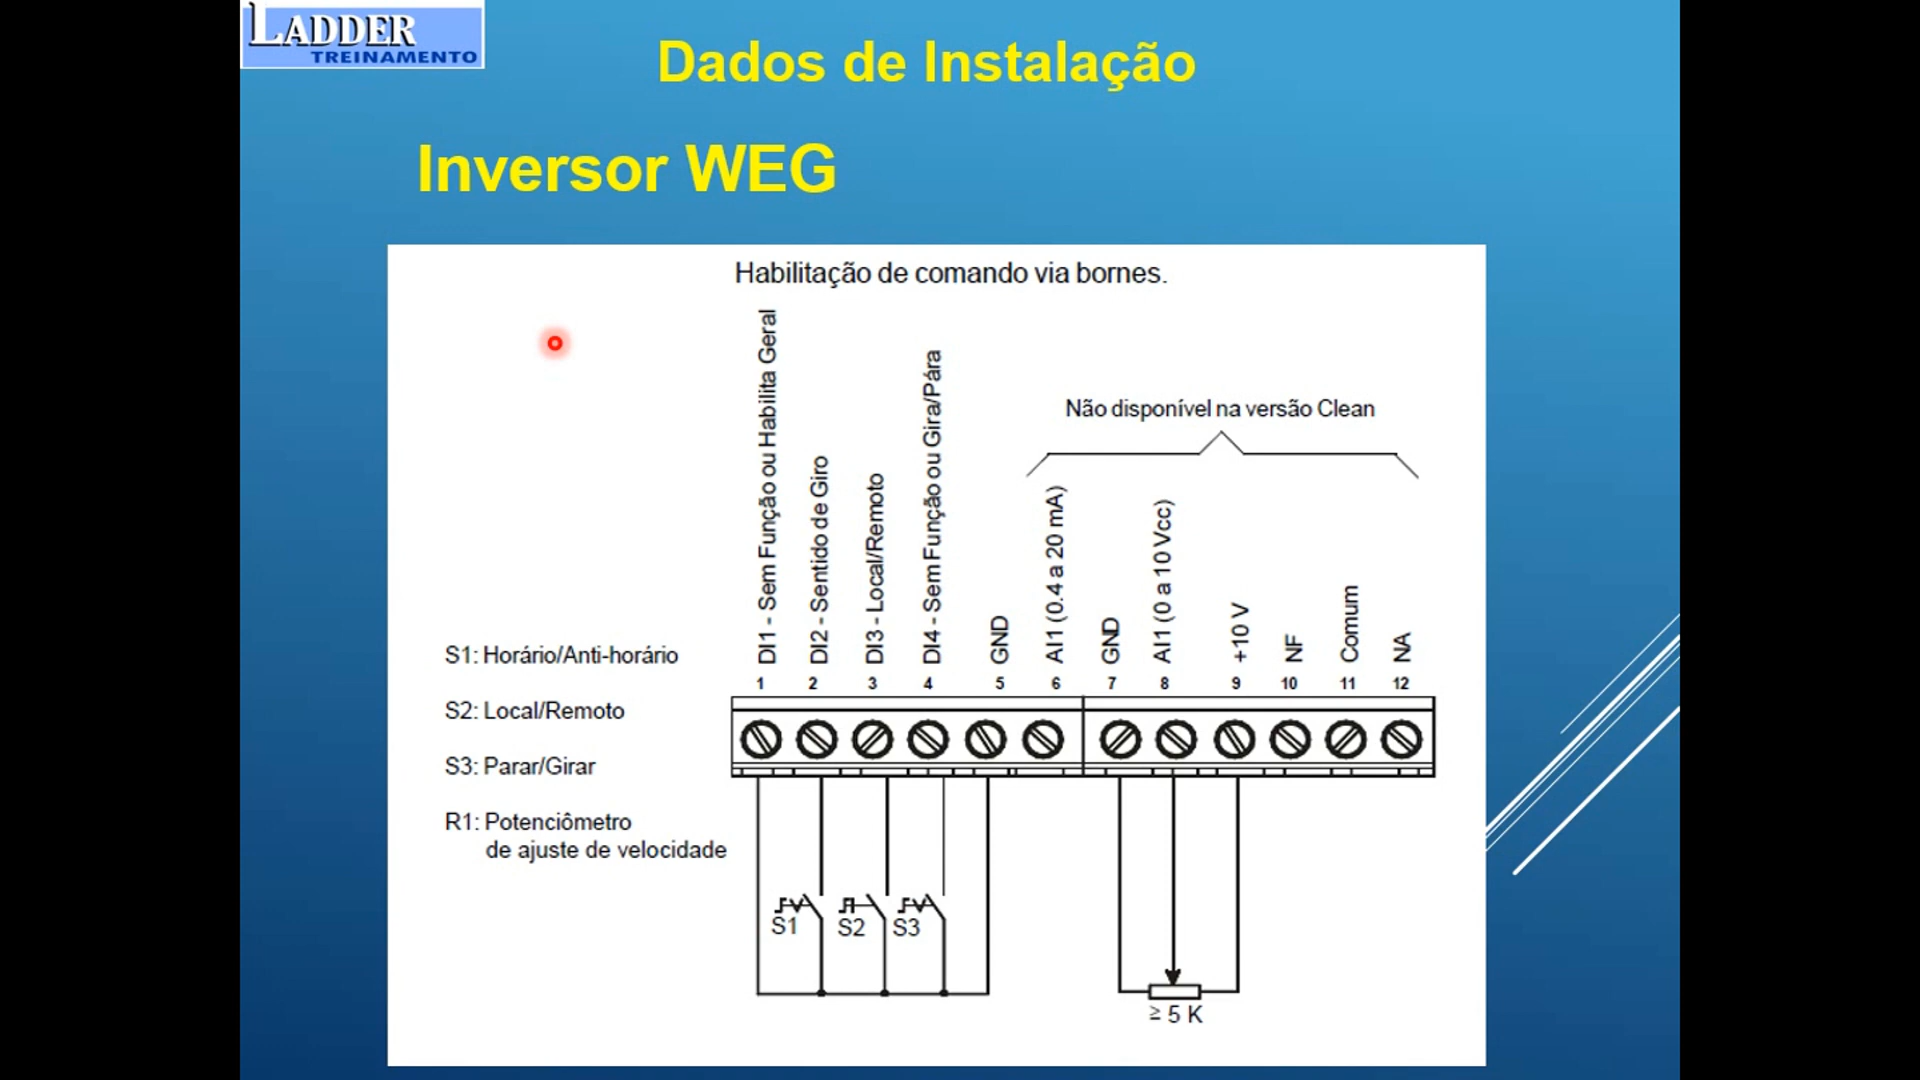 LADDER
TREINAMENTO
Dados de Instalação
Inversor WEG
Habilitação de comando via bornes.
DI1 - Sem Função ou Habilita Geral
DI2 - Sentido de Giro
DI3 - Local/Remoto
DI4 - Sem Função ou Gira/Pára
GND
AI1 (0.4 a 20 mA)
GND
AI1 (0 a 10 Vcc)
+10 V
NF
Comum
NA
Não disponível na versão Clean
1 2 3 4 5 6 7 8 9 10 11 12
S1: Horário/Anti-horário
S2: Local/Remoto
S3: Parar/Girar
R1: Potenciômetro
de ajuste de velocidade
S1 S2 S3
≥ 5 K